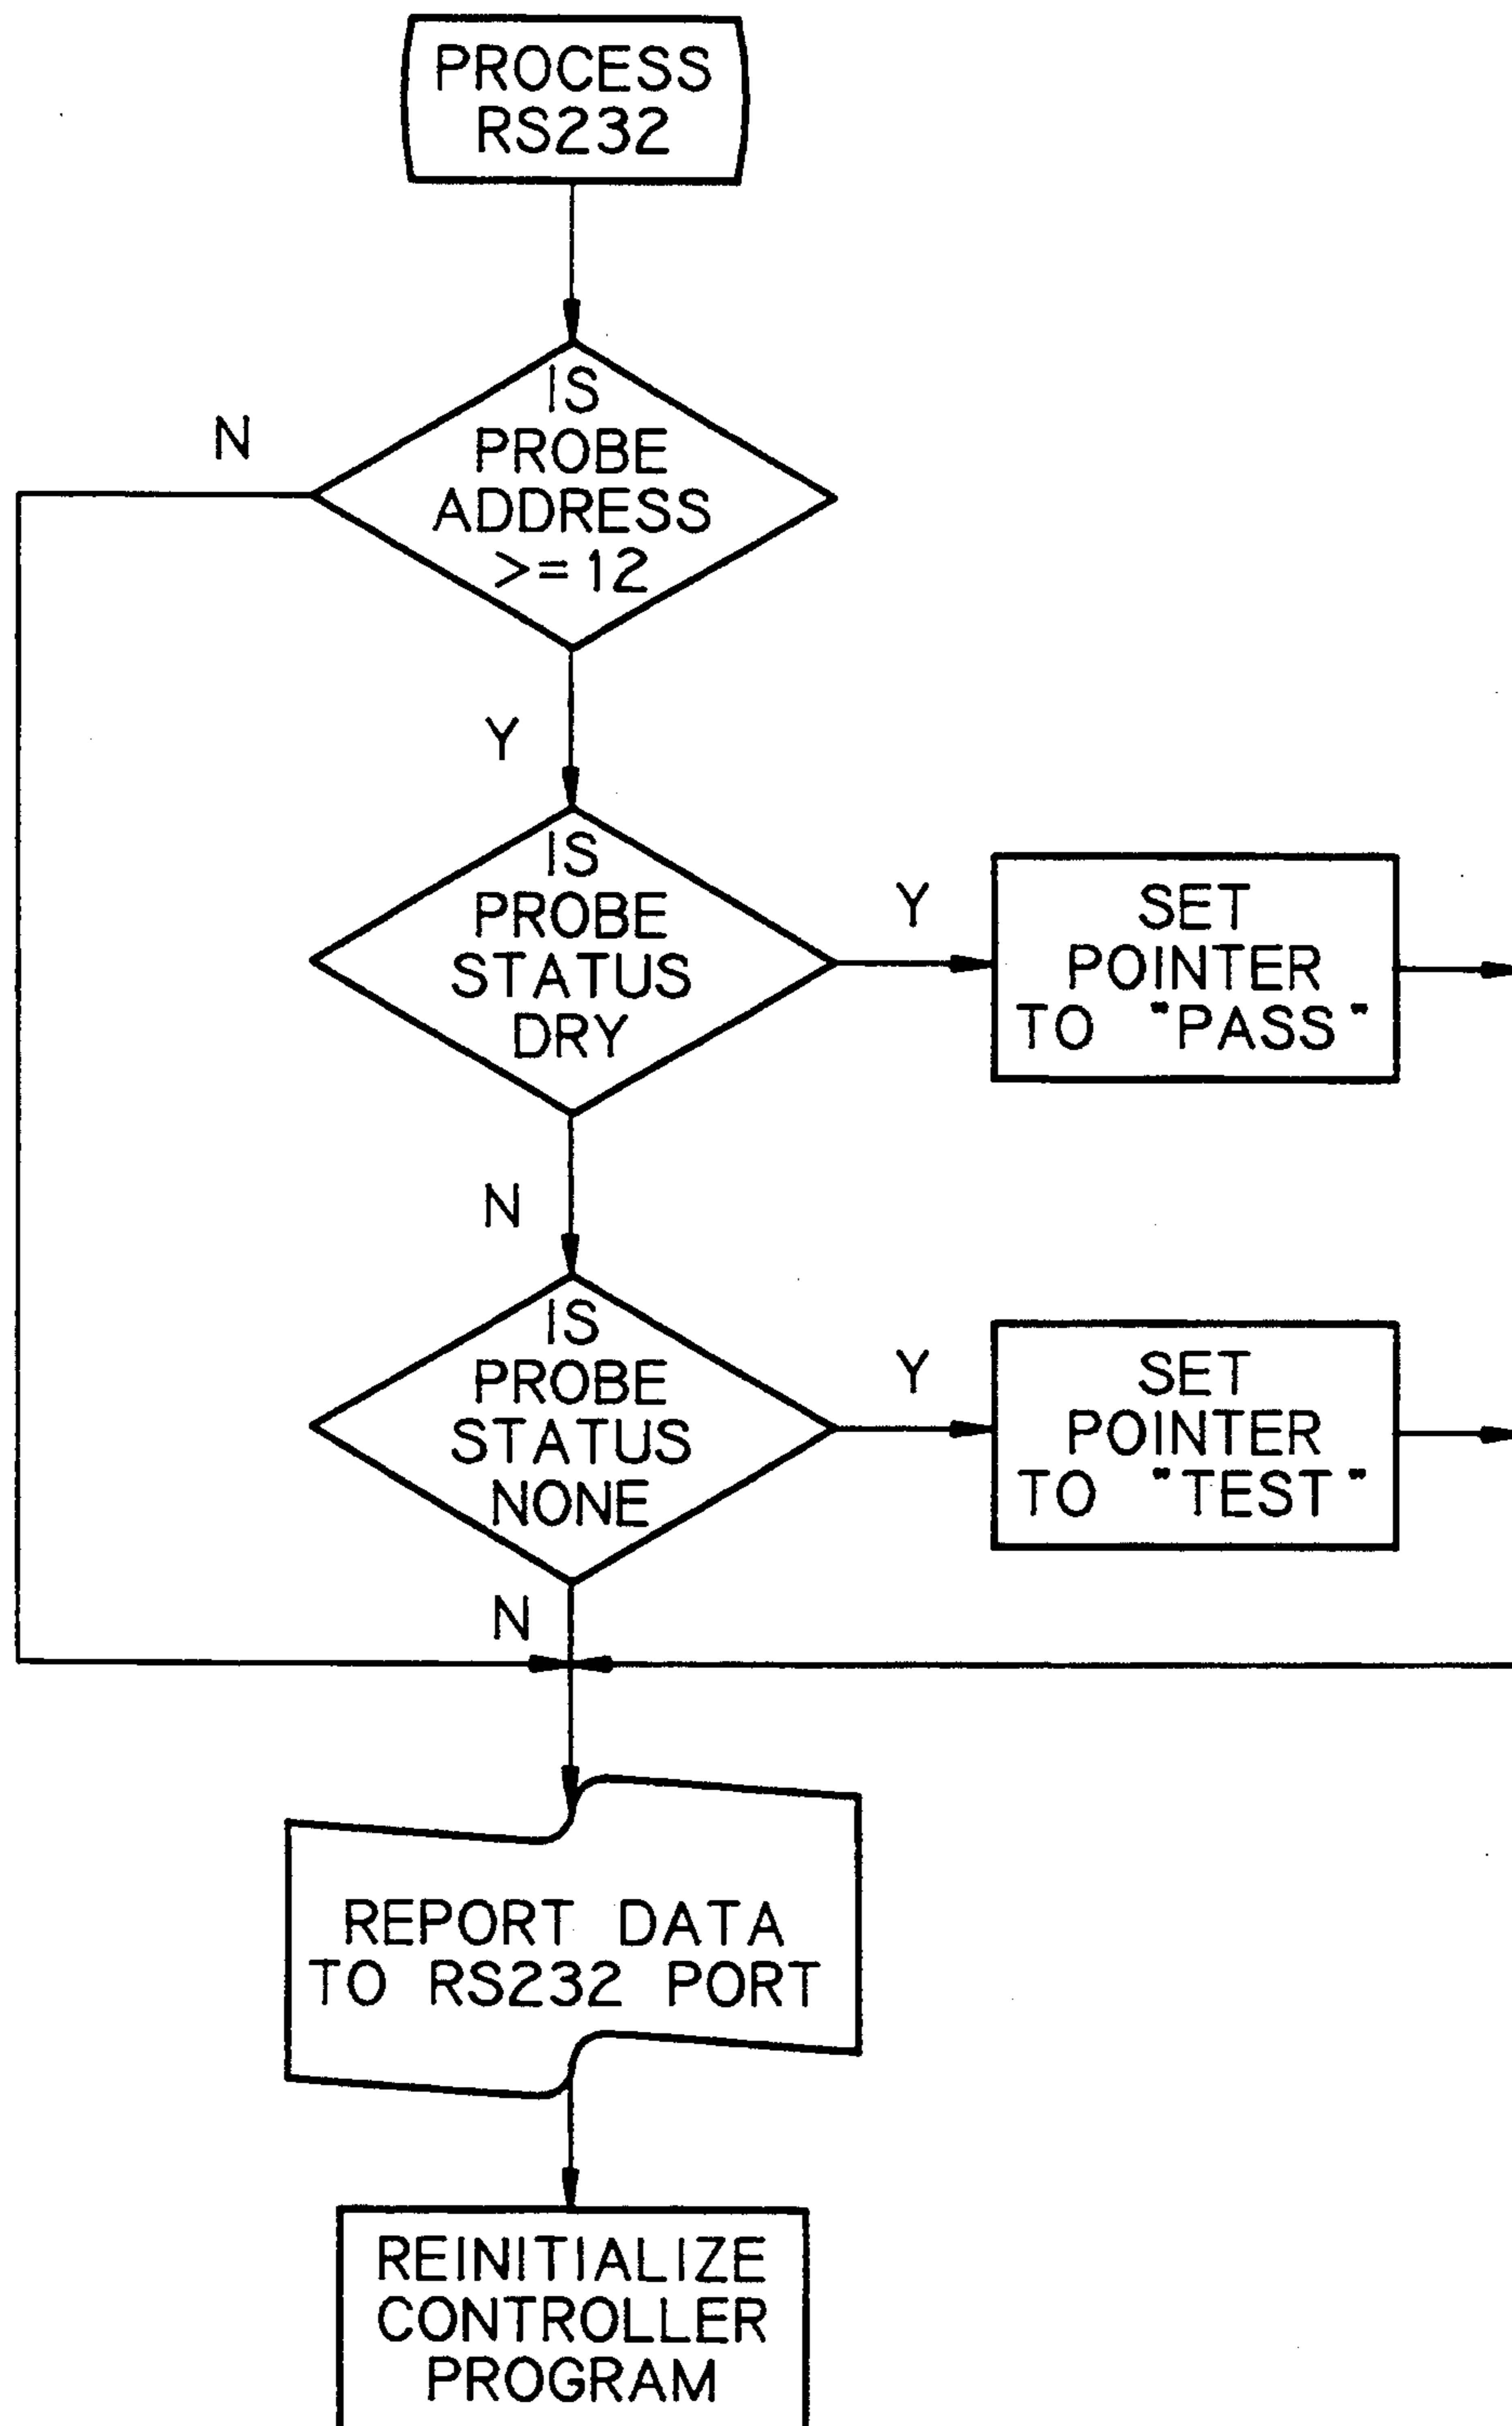 PROCESS
RS232
IS
PROBE
ADDRESS
>=12
N
Y
IS
PROBE
STATUS
DRY
Y
SET
POINTER
TO "PASS"
N
IS
PROBE
STATUS
NONE
Y
SET
POINTER
TO "TEST"
N
REPORT DATA
TO RS232 PORT
REINITIALIZE
CONTROLLER
PROGRAM